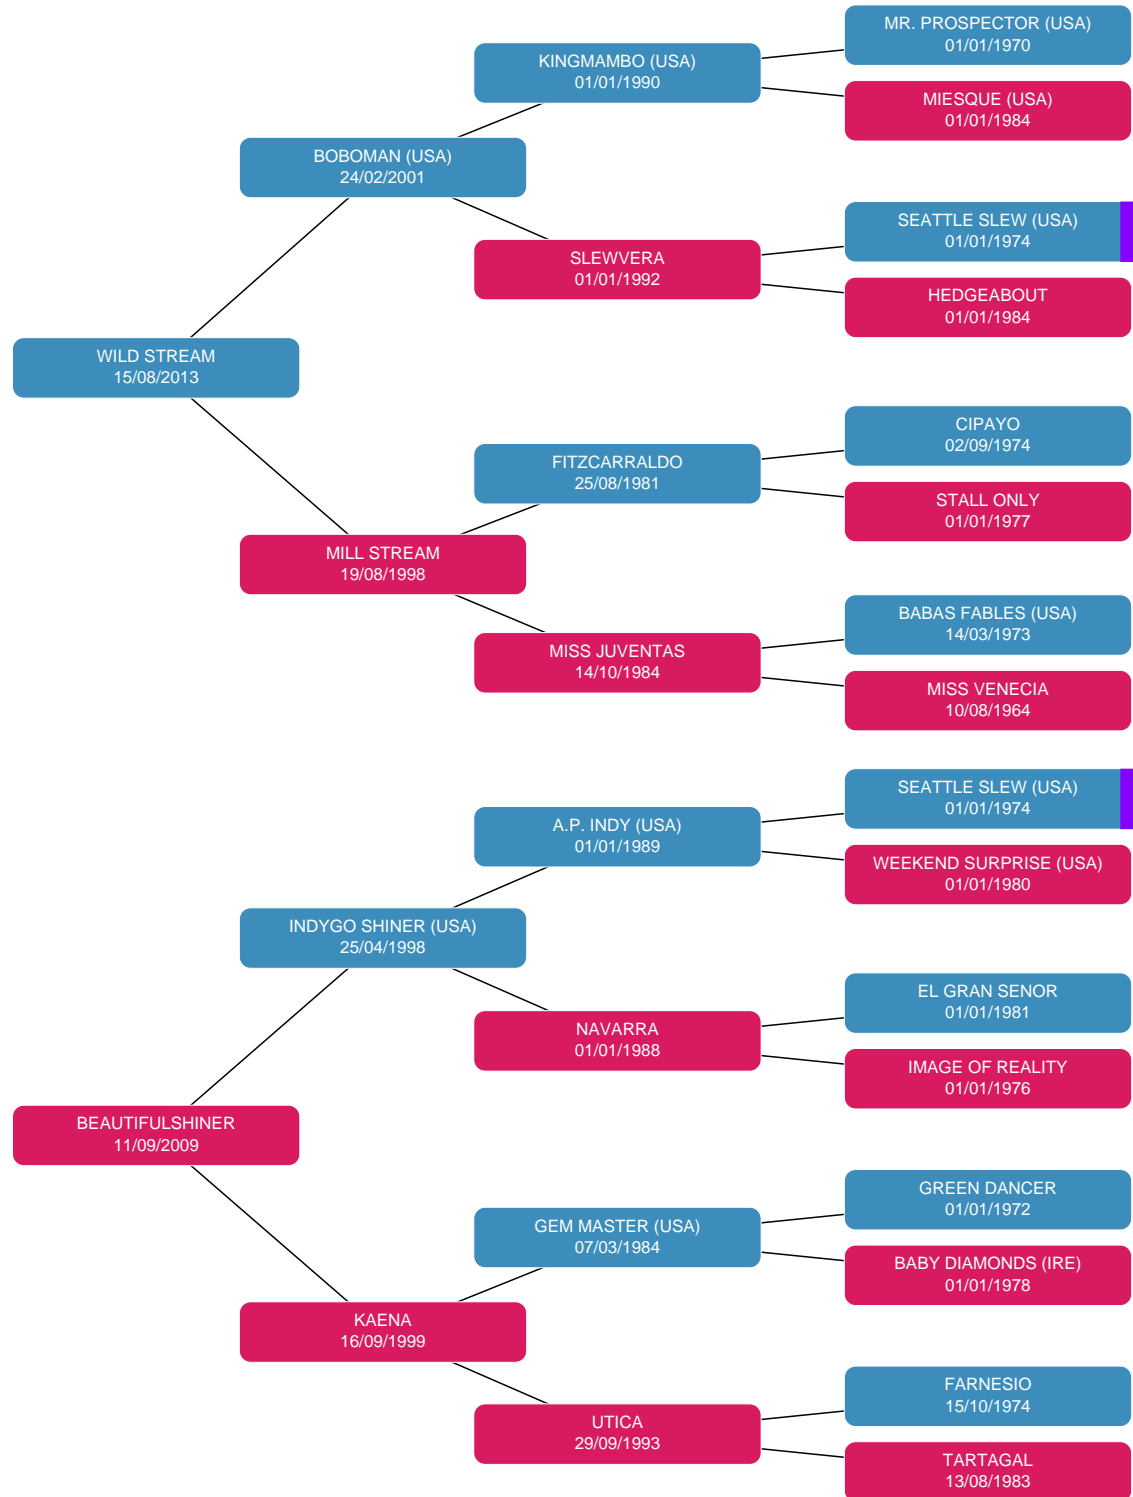 MR. PROSPECTOR (USA)
01/01/1970
KINGMAMBO (USA)
01/01/1990
MIESQUE (USA)
01/01/1984
BOBOMAN (USA)
24/02/2001
SEATTLE SLEW (USA)
01/01/1974
SLEWVERA
01/01/1992
HEDGEABOUT
01/01/1984
WILD STREAM
15/08/2013
CIPAYO
02/09/1974
FITZCARRALDO
25/08/1981
STALL ONLY
01/01/1977
MILL STREAM
19/08/1998
BABAS FABLES (USA)
14/03/1973
MISS JUVENTAS
14/10/1984
MISS VENECIA
10/08/1964
SEATTLE SLEW (USA)
01/01/1974
A.P. INDY (USA)
01/01/1989
WEEKEND SURPRISE (USA)
01/01/1980
INDYGO SHINER (USA)
25/04/1998
EL GRAN SENOR
01/01/1981
NAVARRA
01/01/1988
IMAGE OF REALITY
01/01/1976
BEAUTIFULSHINER
11/09/2009
GREEN DANCER
01/01/1972
GEM MASTER (USA)
07/03/1984
BABY DIAMONDS (IRE)
01/01/1978
KAENA
16/09/1999
FARNESIO
15/10/1974
UTICA
29/09/1993
TARTAGAL
13/08/1983